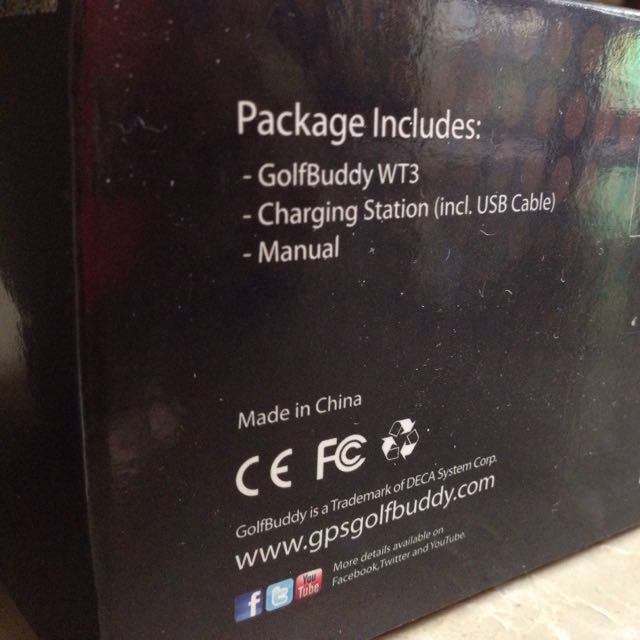 Package Includes:
- GolfBuddy WT3
- Charging Station (incl. USB Cable)
- Manual
Made in China
CE FC
GolfBuddy is a Trademark of DECA System Corp.
www.gpsgolfbuddy.com
More details available on
Facebook, Twitter and YouTube.
f t You Tube